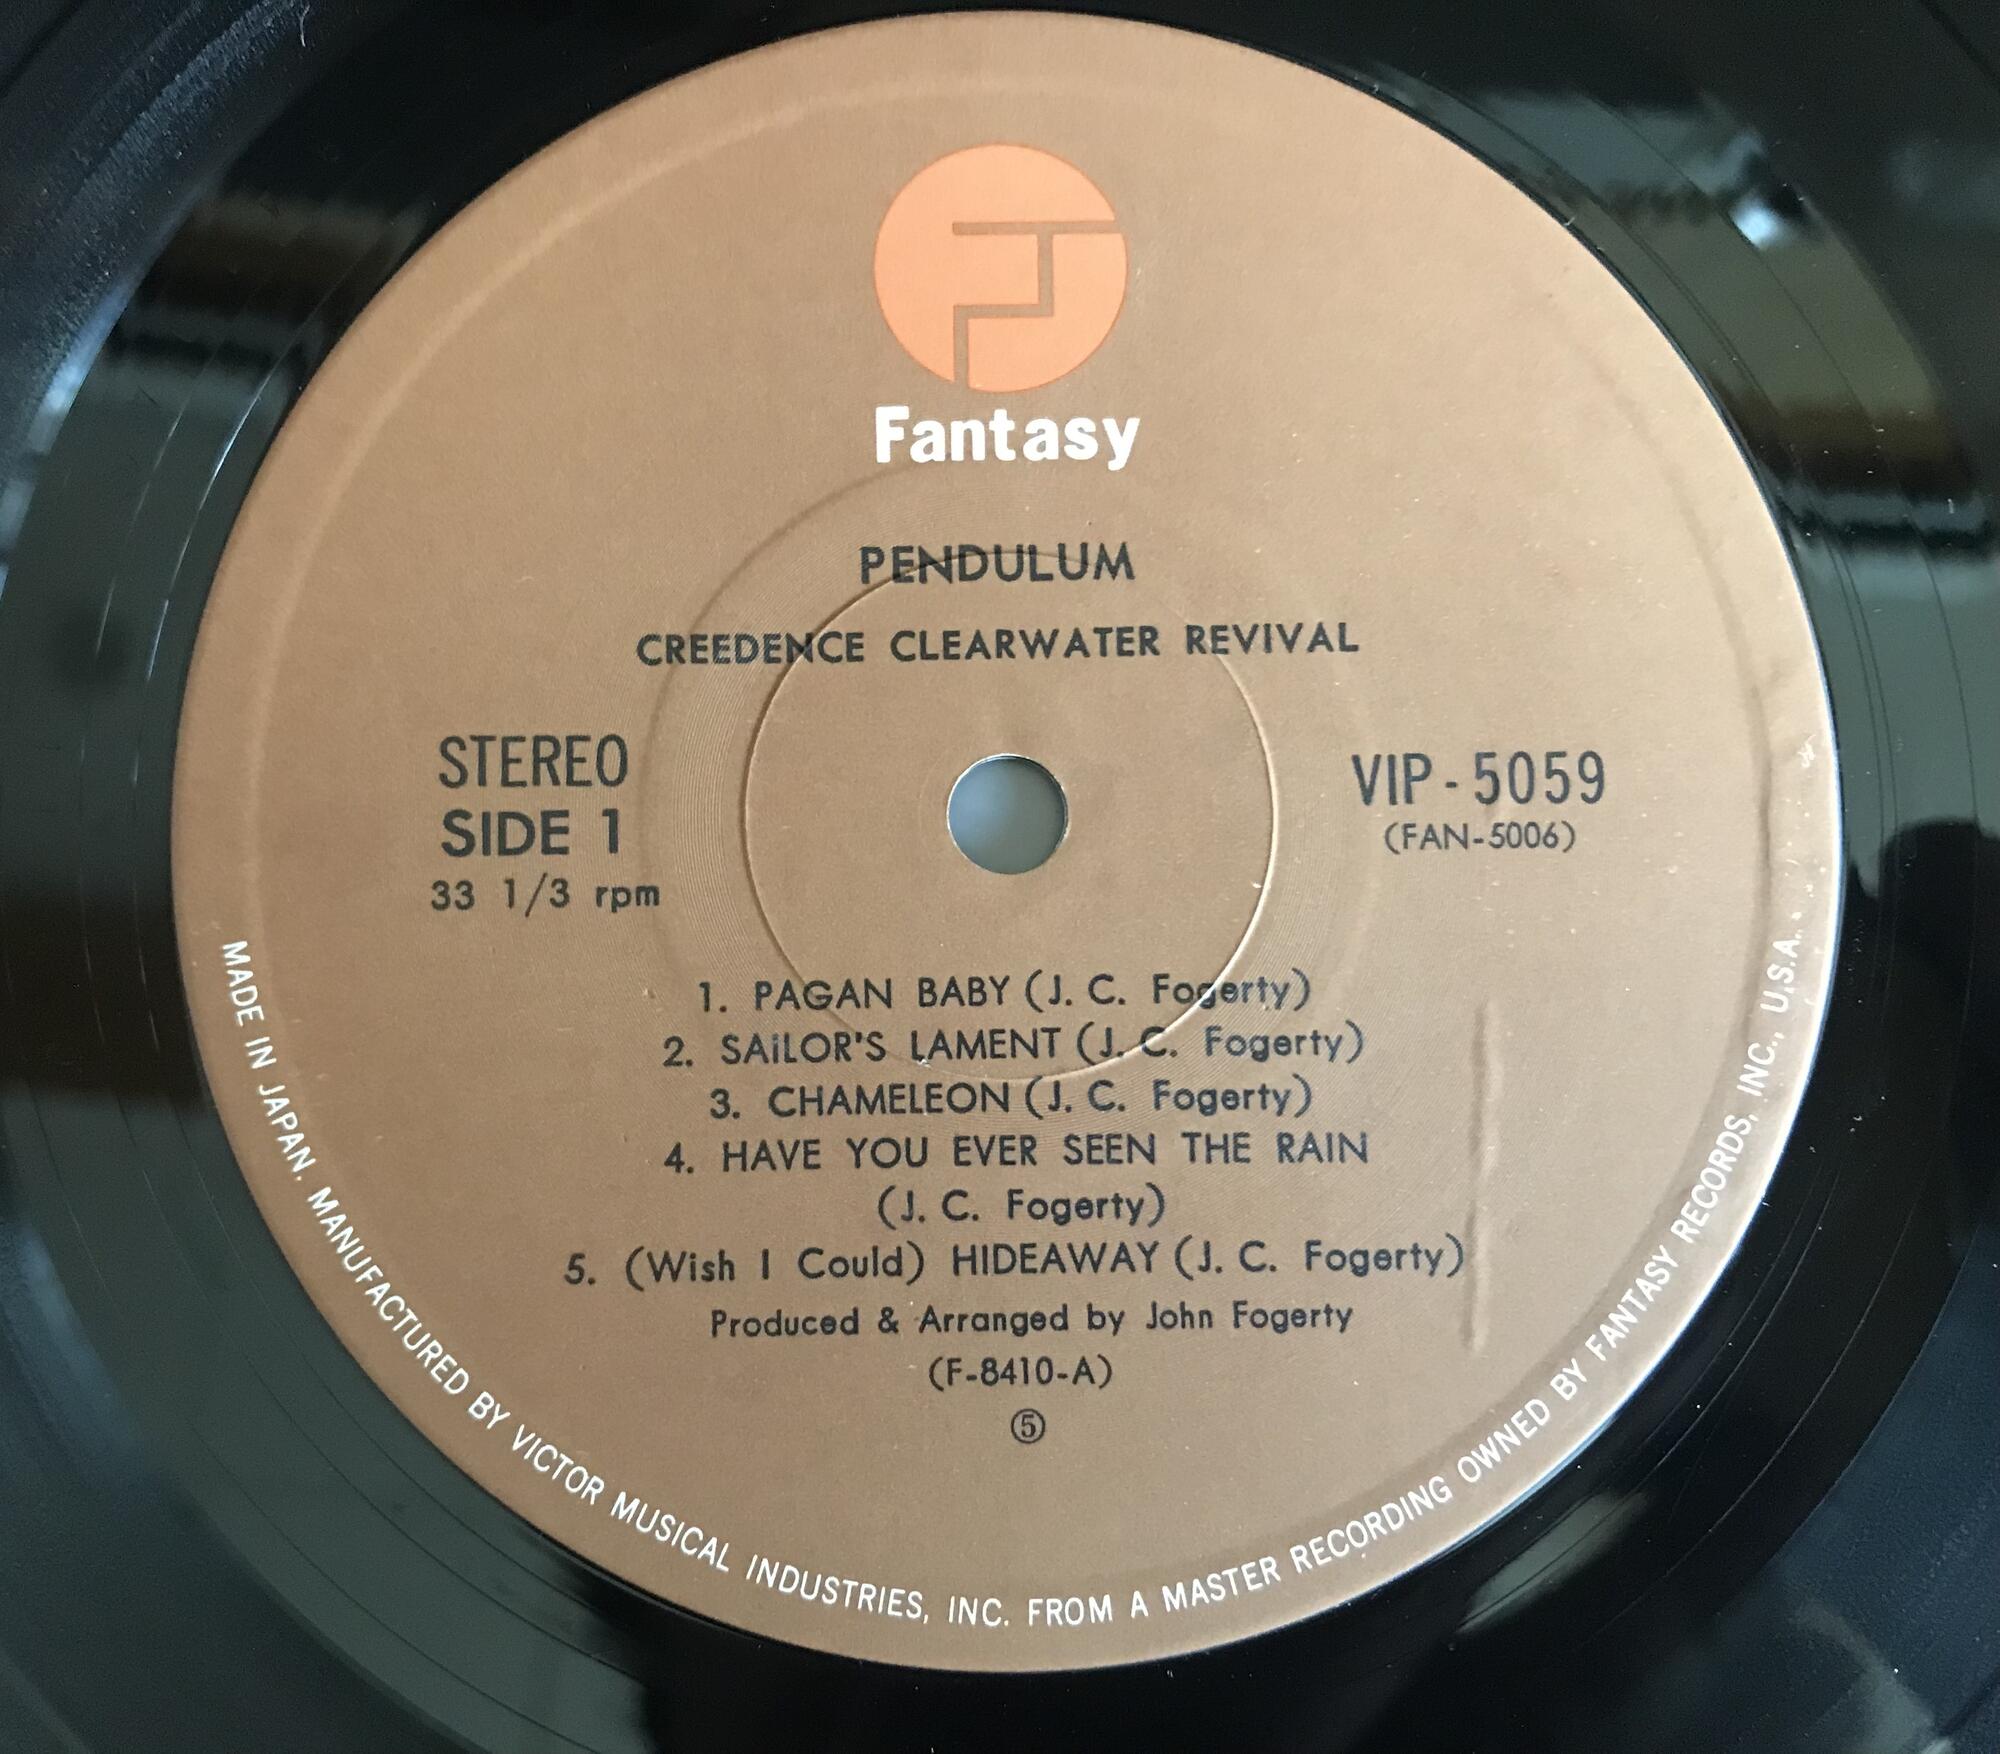 Fantasy
PENDULUM
CREEDENCE CLEARWATER REVIVAL
STEREO
SIDE 1
33 1/3 rpm
VIP-5059
(FAN-5006)
1. PAGAN BABY (J. C. Fogerty)
2. SAiLOR'S LAMENT (J. C. Fogerty)
3. CHAMELEON (J. C. Fogerty)
4. HAVE YOU EVER SEEN THE RAIN
(J. C. Fogerty)
5. (Wish I Could) HIDEAWAY (J. C. Fogerty)
Produced & Arranged by John Fogerty
(F-8410-A)
⑤
MADE IN JAPAN. MANUFACTURED BY VICTOR MUSICAL INDUSTRIES, INC. FROM A MASTER RECORDING OWNED BY FANTASY RECORDS, INC., U.S.A.